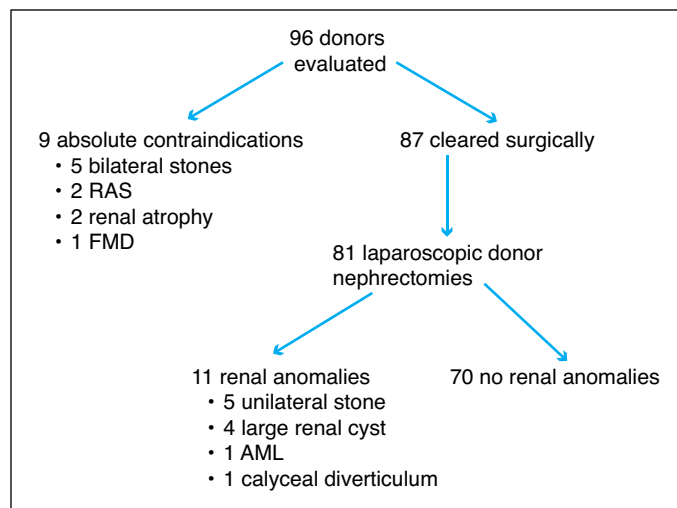 96 donors
evaluated
9 absolute contraindications
• 5 bilateral stones
• 2 RAS
• 2 renal atrophy
• 1 FMD
87 cleared surgically
81 laparoscopic donor
nephrectomies
11 renal anomalies
• 5 unilateral stone
• 4 large renal cyst
• 1 AML
• 1 calyceal diverticulum
70 no renal anomalies